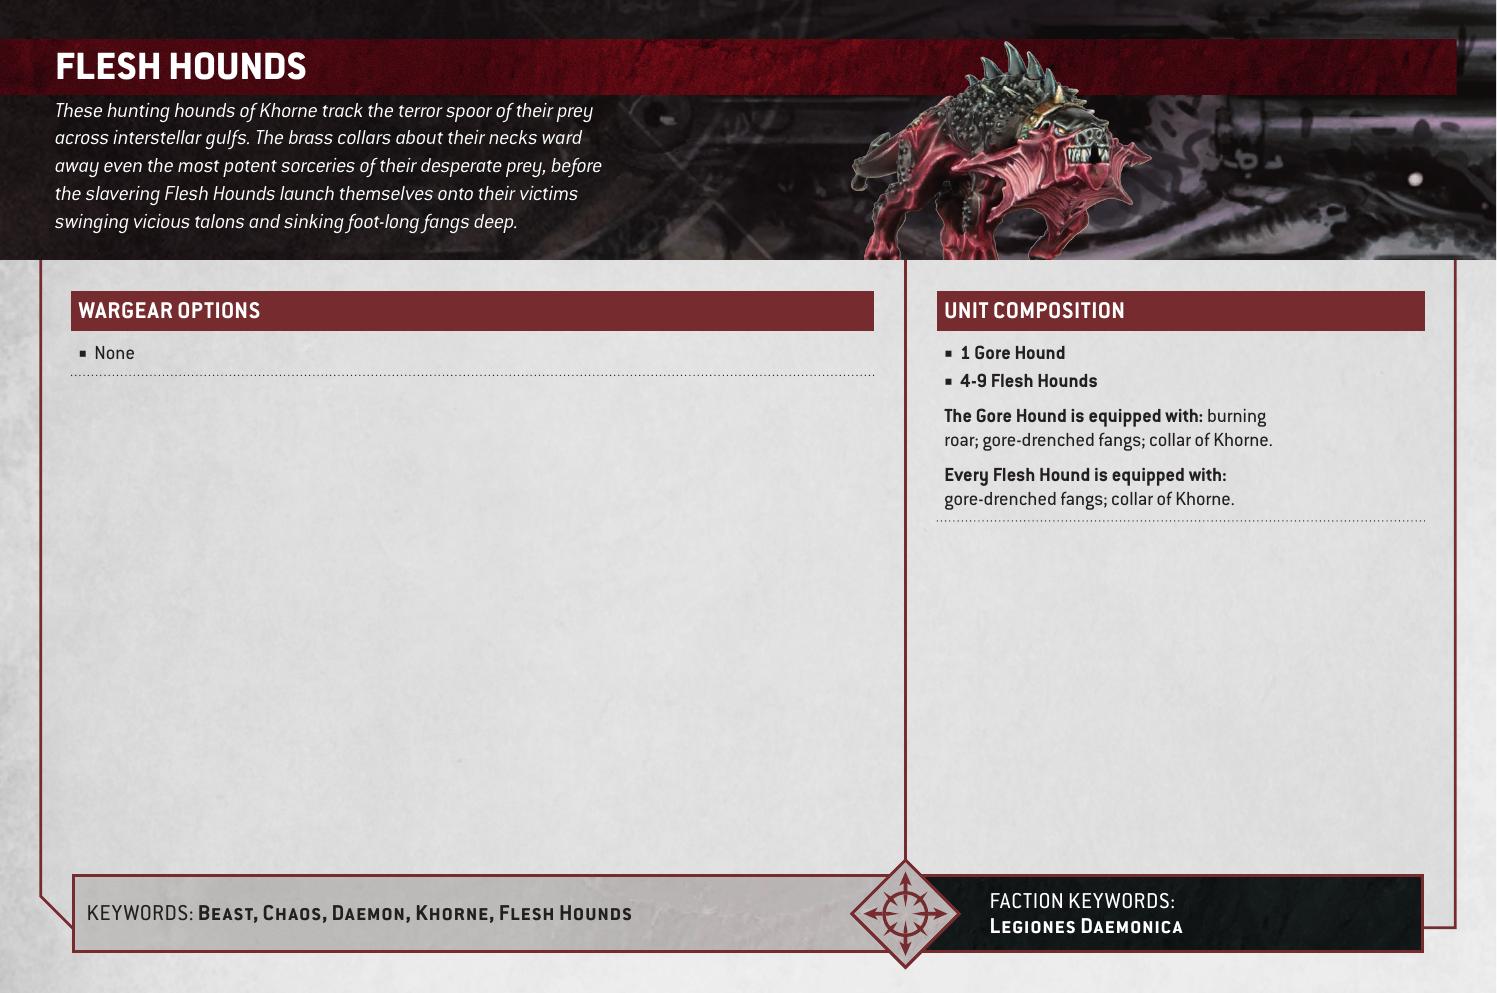 FLESH HOUNDS
These hunting hounds of Khorne track the terror spoor of their prey
across interstellar gulfs. The brass collars about their necks ward
away even the most potent sorceries of their desperate prey, before
the slavering Flesh Hounds launch themselves onto their victims
swinging vicious talons and sinking foot-long fangs deep.
WARGEAR OPTIONS
▪ None
UNIT COMPOSITION
▪ 1 Gore Hound
▪ 4-9 Flesh Hounds
The Gore Hound is equipped with: burning
roar; gore-drenched fangs; collar of Khorne.
Every Flesh Hound is equipped with:
gore-drenched fangs; collar of Khorne.
KEYWORDS: Beast, Chaos, Daemon, Khorne, Flesh Hounds
FACTION KEYWORDS:
Legiones Daemonica